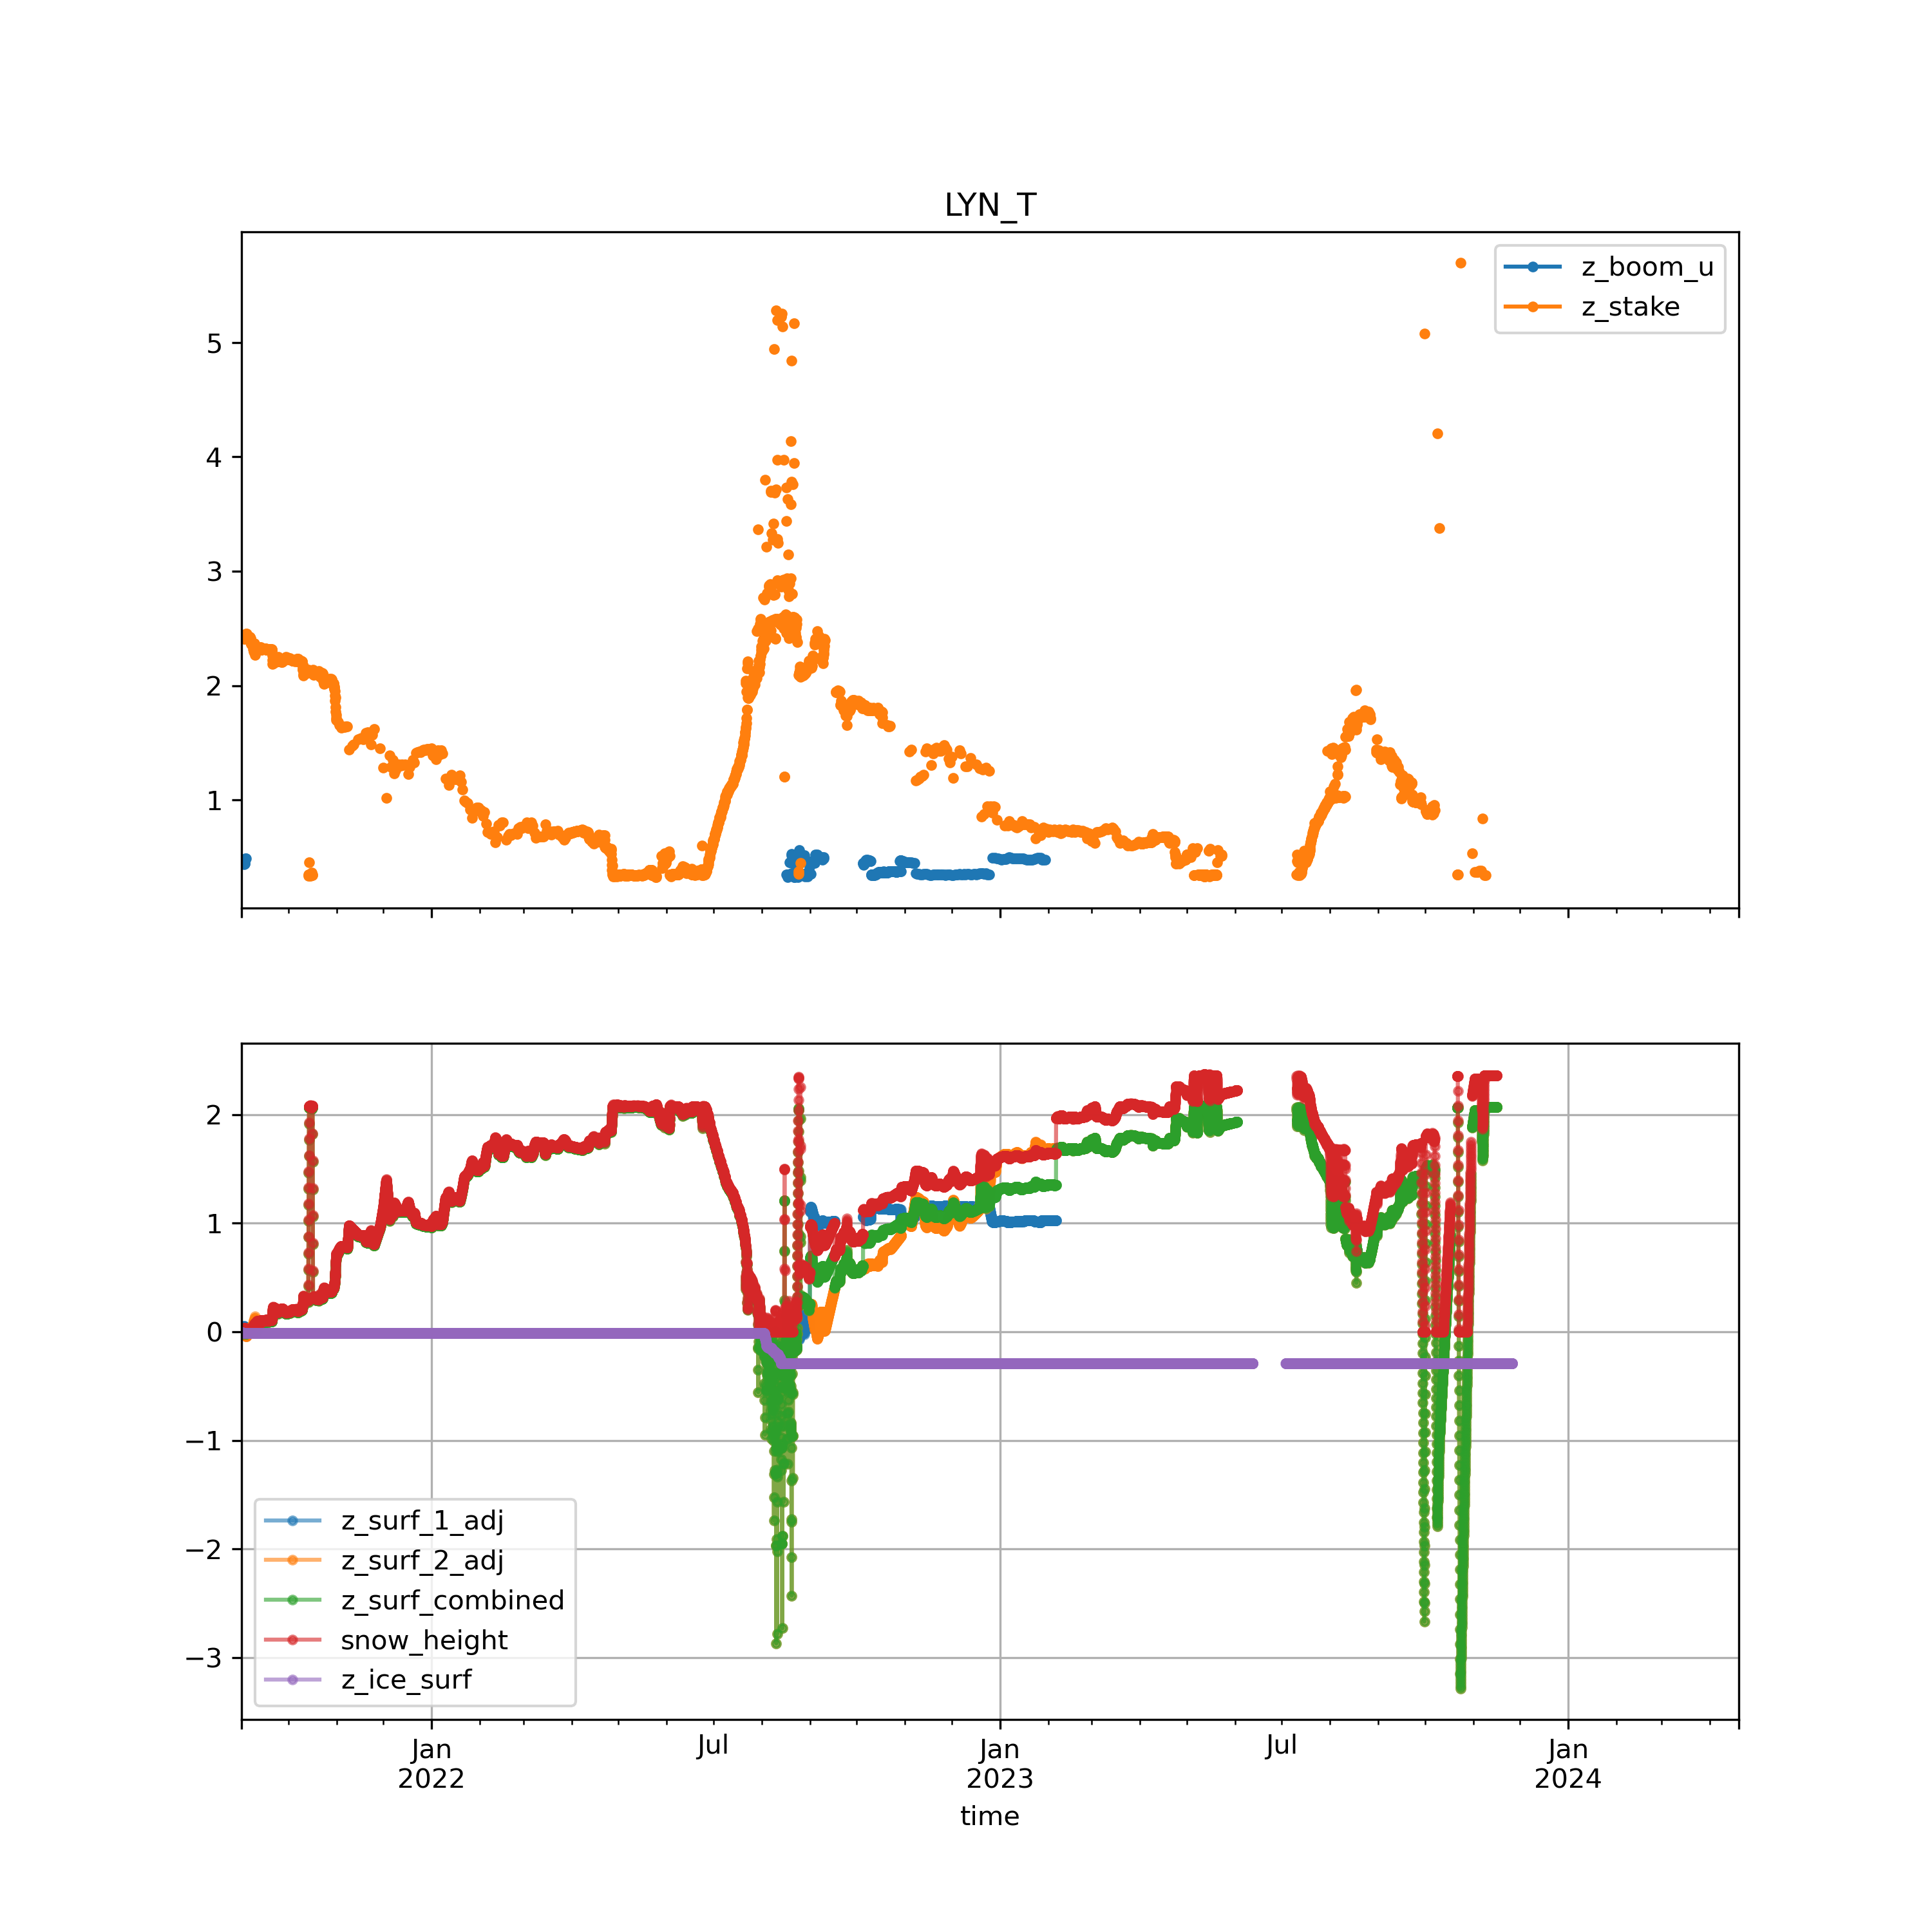 LYN_T
z_boom_u
z_stake
5
4
3
2
1
2
1
0
−1
−2
−3
z_surf_1_adj
z_surf_2_adj
z_surf_combined
snow_height
z_ice_surf
Jan Jul Jan Jul Jan
2022 2023 2024
time